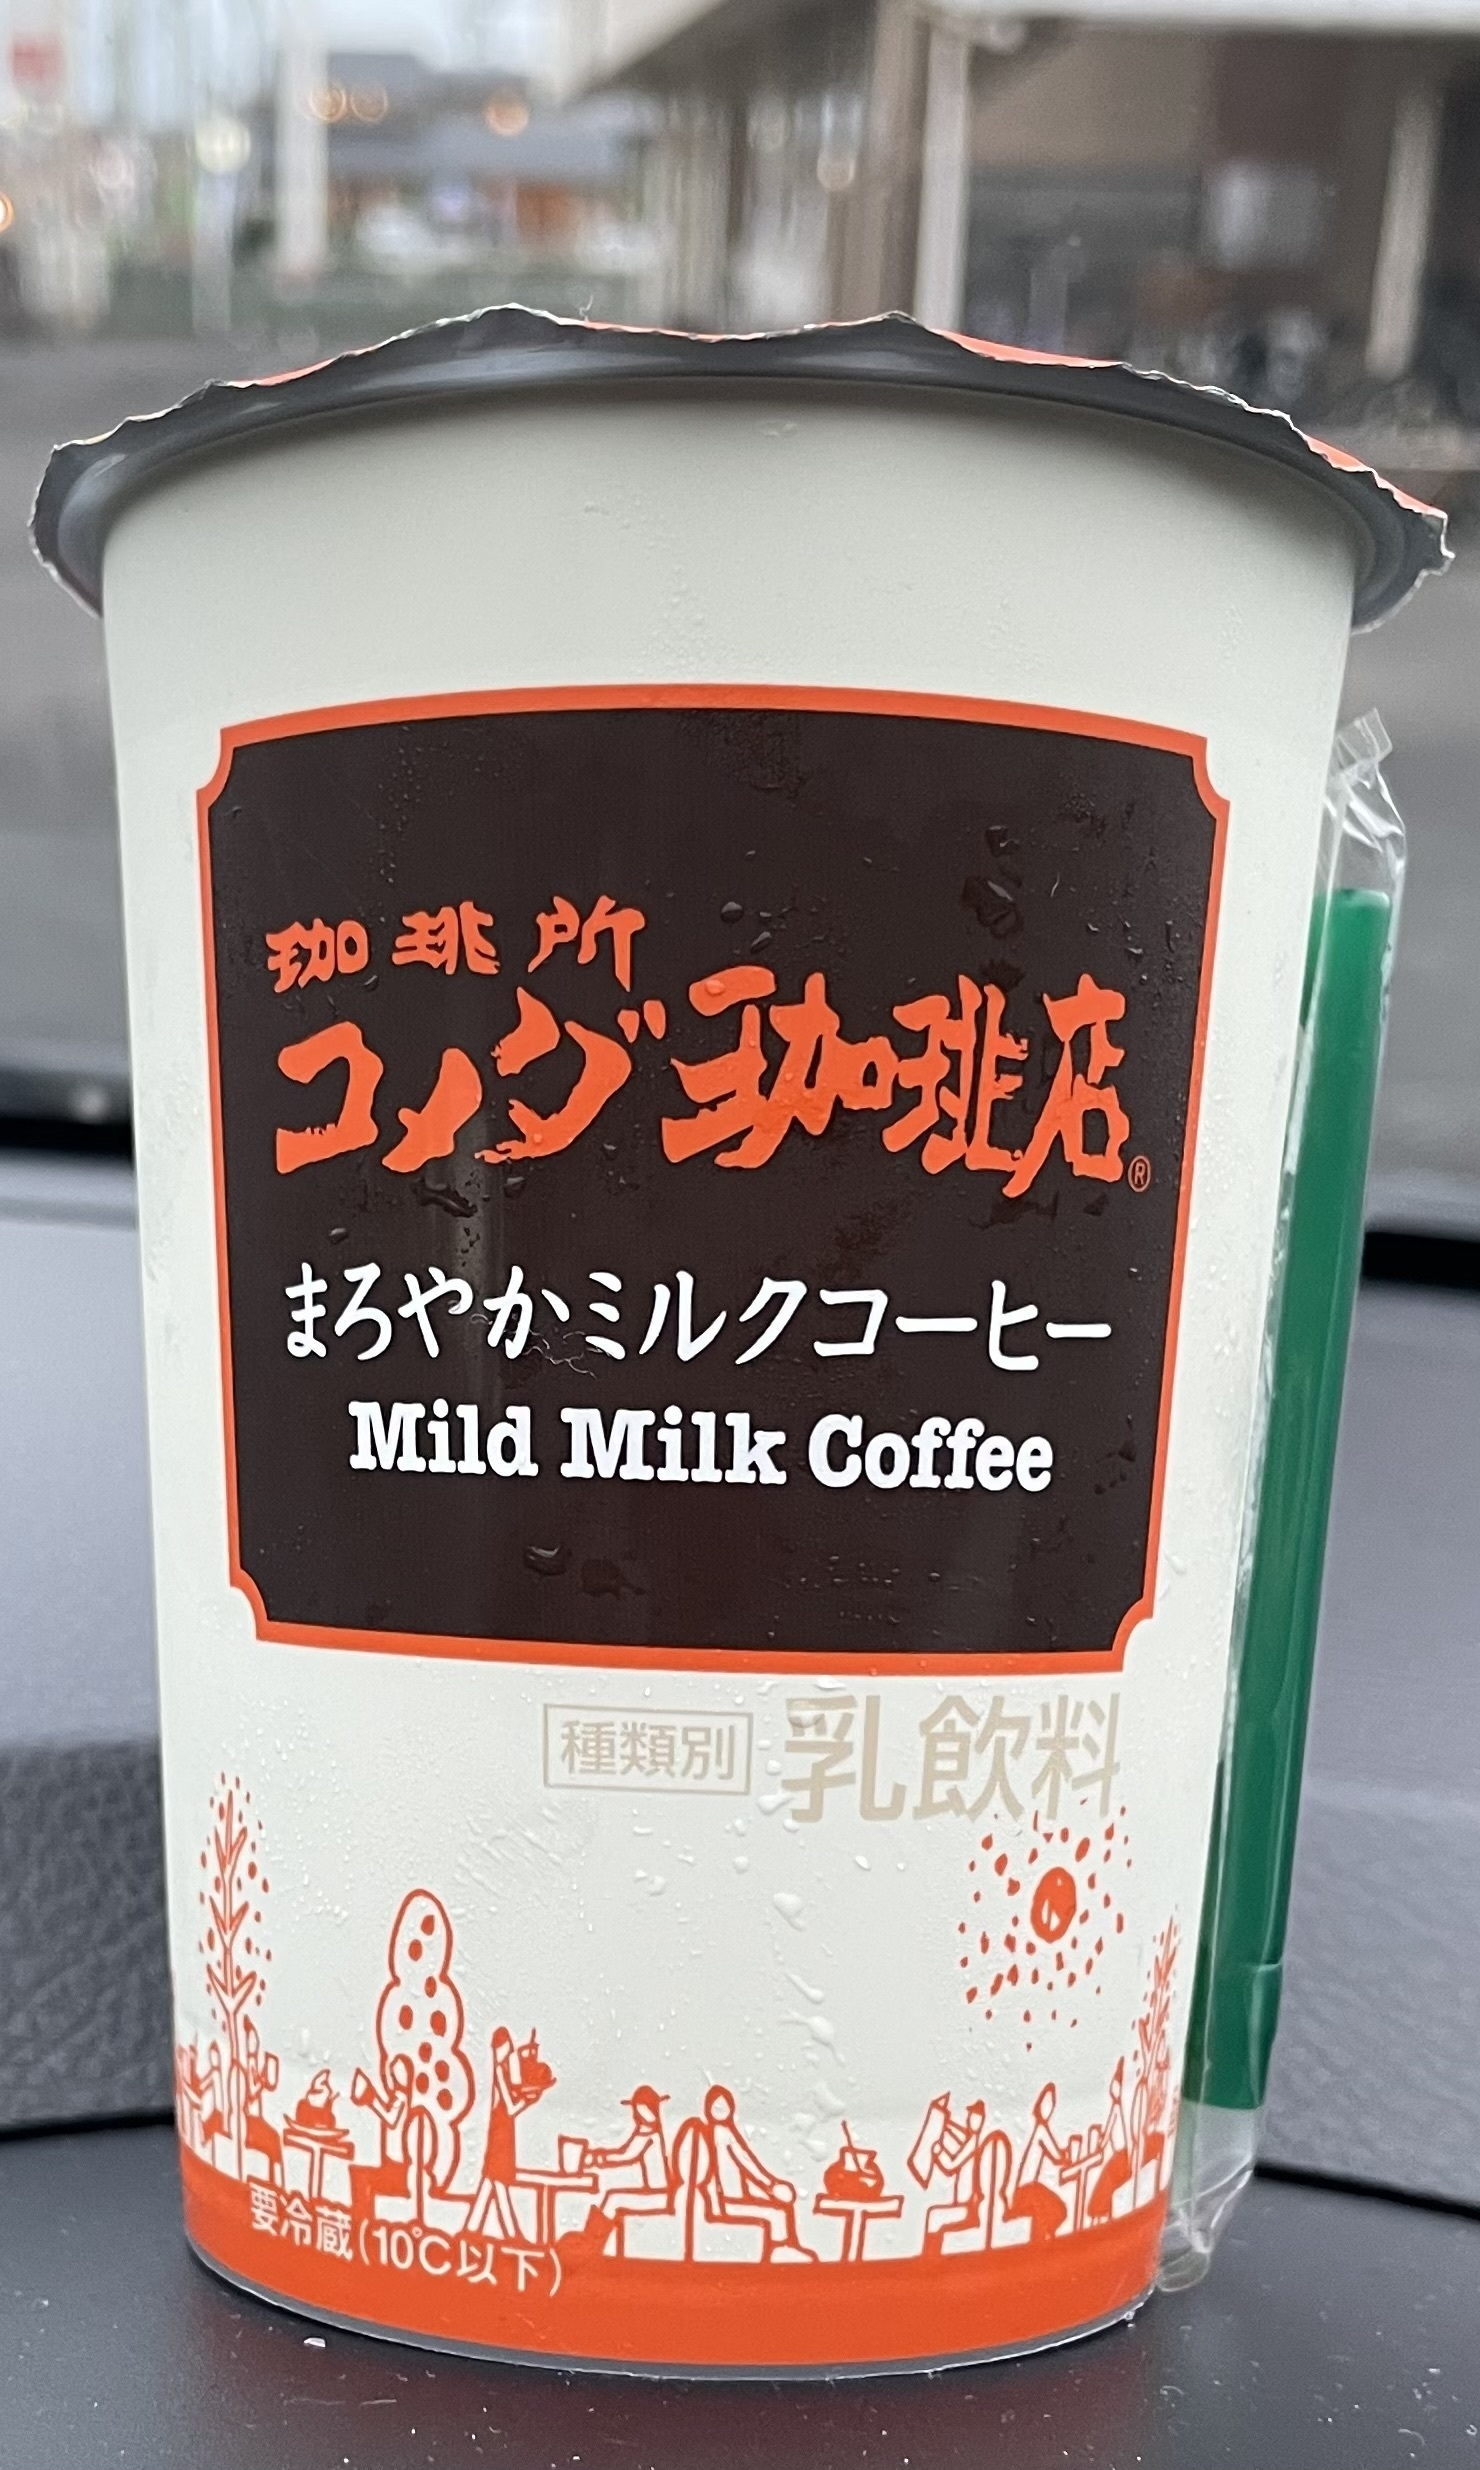 珈琲所
コメダ珈琲店®
まろやかミルクコーヒー
Mild Milk Coffee
種類別 乳飲料
要冷蔵(10℃以下)